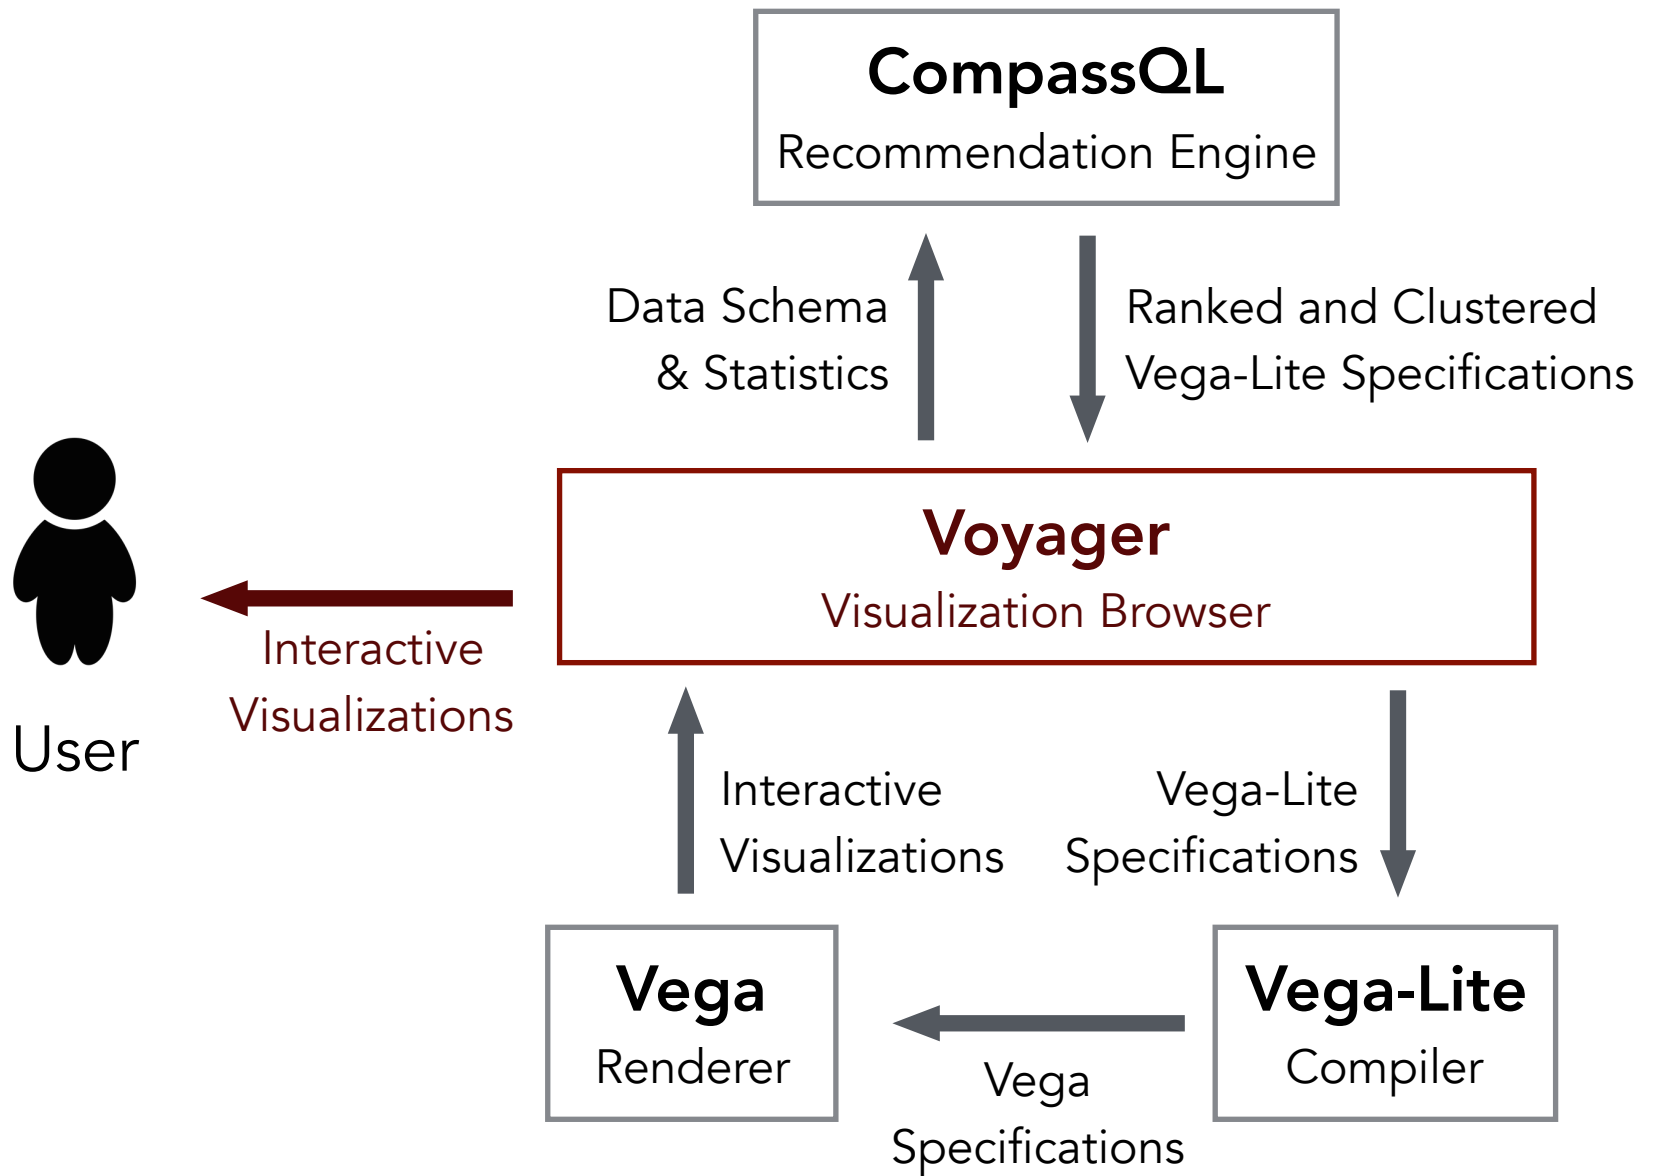 CompassQL
Recommendation Engine
Data Schema
& Statistics
Ranked and Clustered
Vega-Lite Specifications
Voyager
Visualization Browser
Interactive
Visualizations
User
Interactive
Visualizations
Vega-Lite
Specifications
Vega
Renderer
Vega-Lite
Compiler
Vega
Specifications